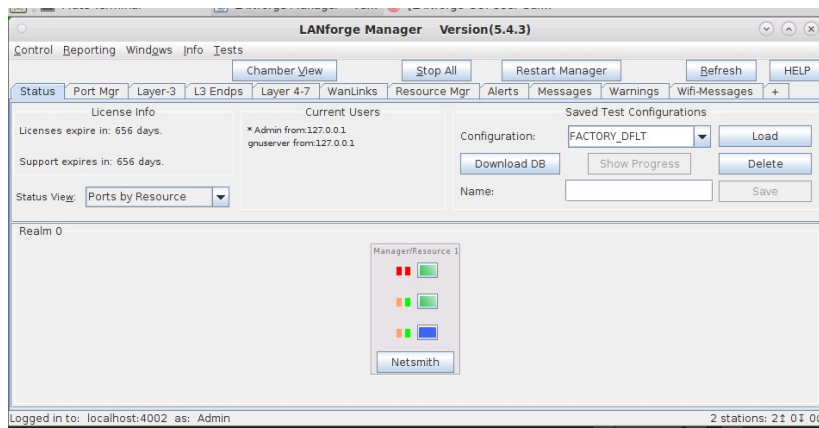 LANforge Manager Version(5.4.3)
Control Reporting Windows Info Tests
Chamber View Stop All Restart Manager Refresh HELP
Status Port Mgr Layer-3 L3 Endps Layer 4-7 WanLinks Resource Mgr Alerts Messages Warnings Wifi-Messages +
License Info
Licenses expire in: 656 days.
Support expires in: 656 days.
Status View: Ports by Resource
Current Users
* Admin from:127.0.0.1
gnuserver from:127.0.0.1
Saved Test Configurations
Configuration: FACTORY_DFLT Load
Download DB Show Progress Delete
Name: Save
Realm 0
Manager/Resource 1
Netsmith
Logged in to: localhost:4002 as: Admin
2 stations: 2↥ 0↧